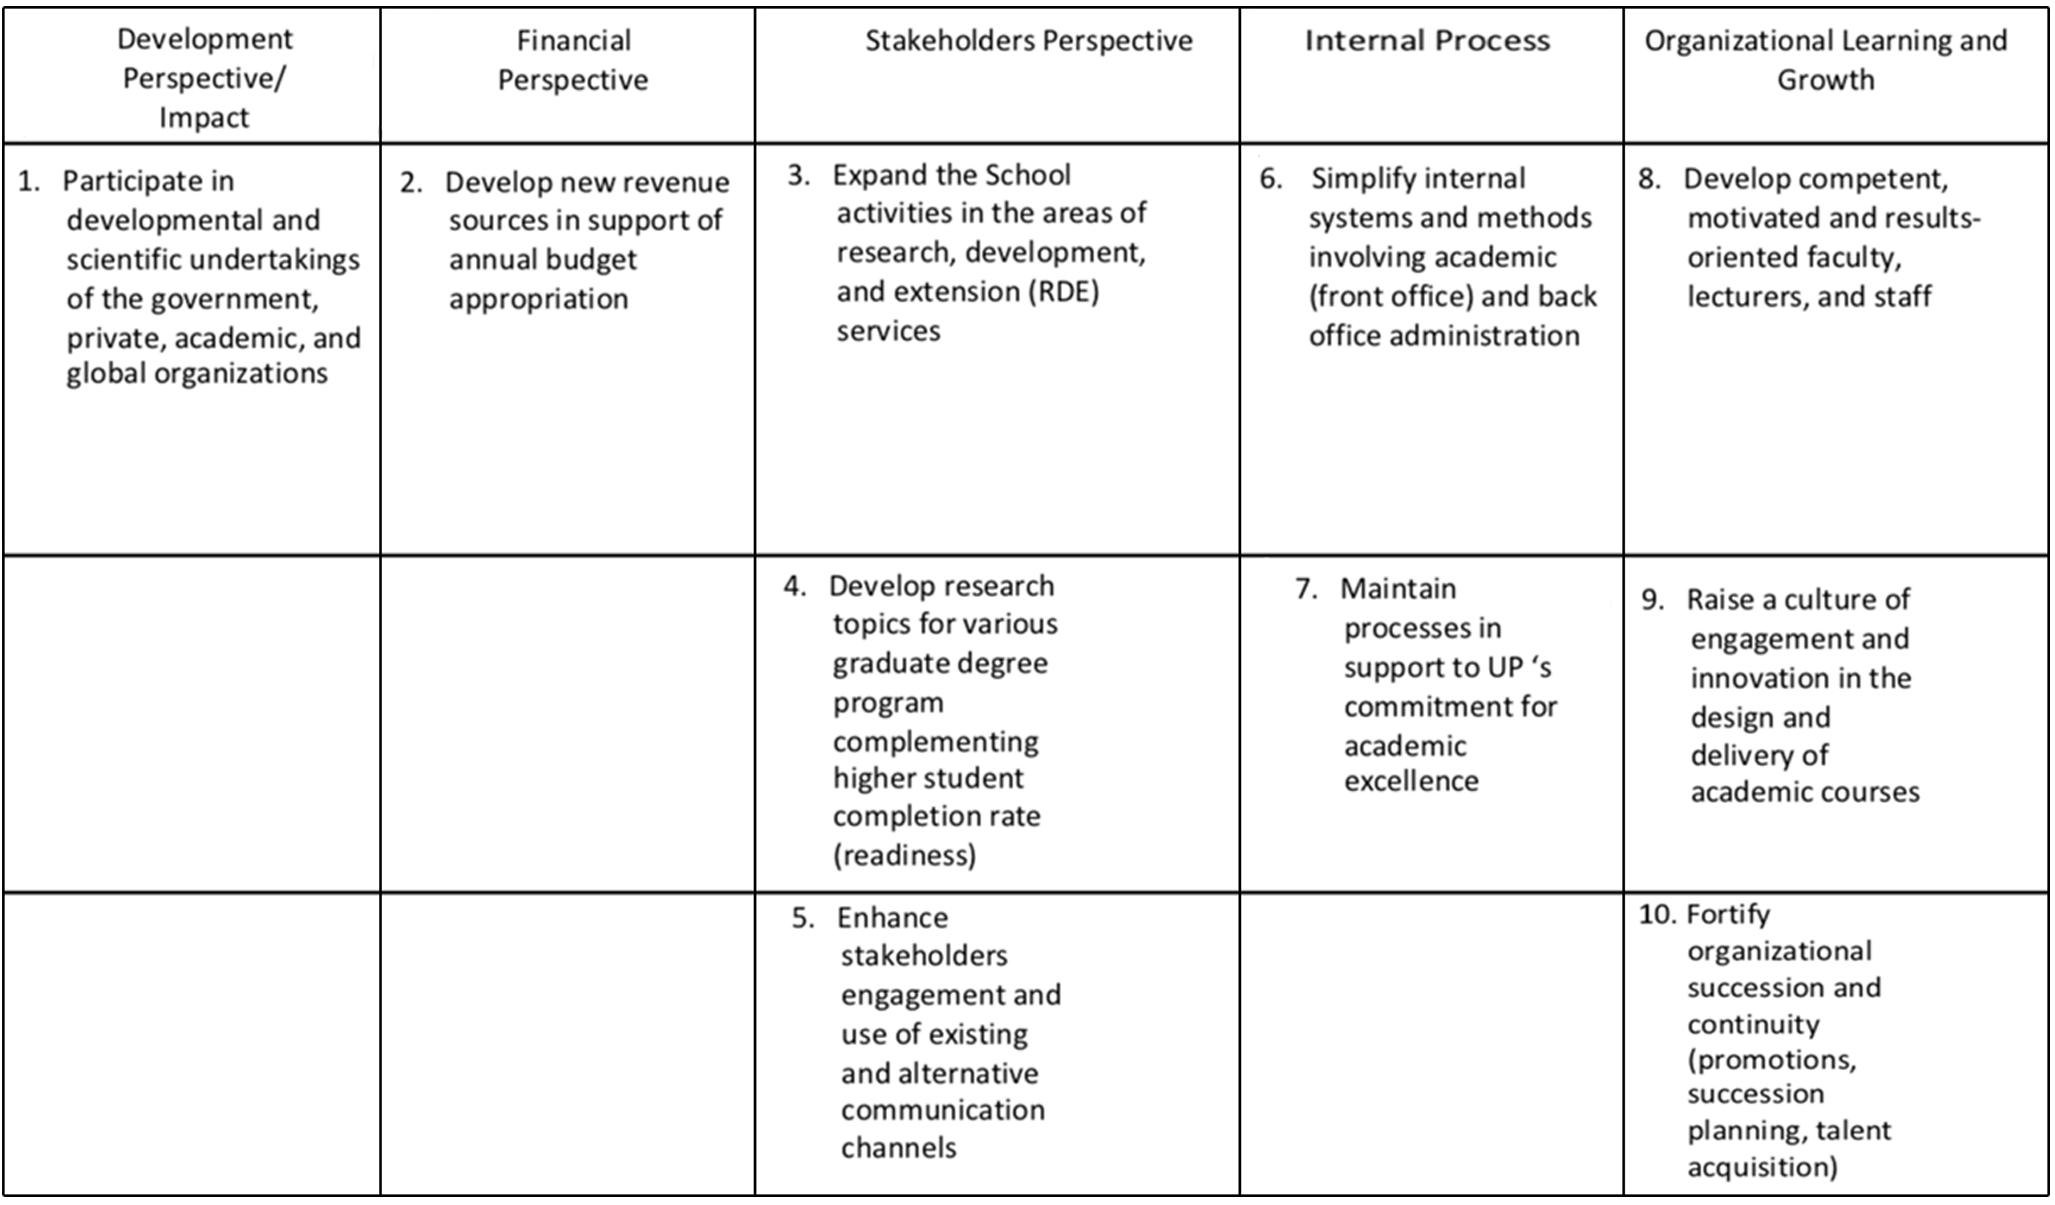 Development
Perspective/
Impact
Financial
Perspective
Stakeholders Perspective
Internal Process
Organizational Learning and
Growth
1. Participate in
developmental and
scientific undertakings
of the government,
private, academic, and
global organizations
2. Develop new revenue
sources in support of
annual budget
appropriation
3. Expand the School
activities in the areas of
research, development,
and extension (RDE)
services
6. Simplify internal
systems and methods
involving academic
(front office) and back
office administration
8. Develop competent,
motivated and results-
oriented faculty,
lecturers, and staff
4. Develop research
topics for various
graduate degree
program
complementing
higher student
completion rate
(readiness)
7. Maintain
processes in
support to UP ‘s
commitment for
academic
excellence
9. Raise a culture of
engagement and
innovation in the
design and
delivery of
academic courses
5. Enhance
stakeholders
engagement and
use of existing
and alternative
communication
channels
10. Fortify
organizational
succession and
continuity
(promotions,
succession
planning, talent
acquisition)